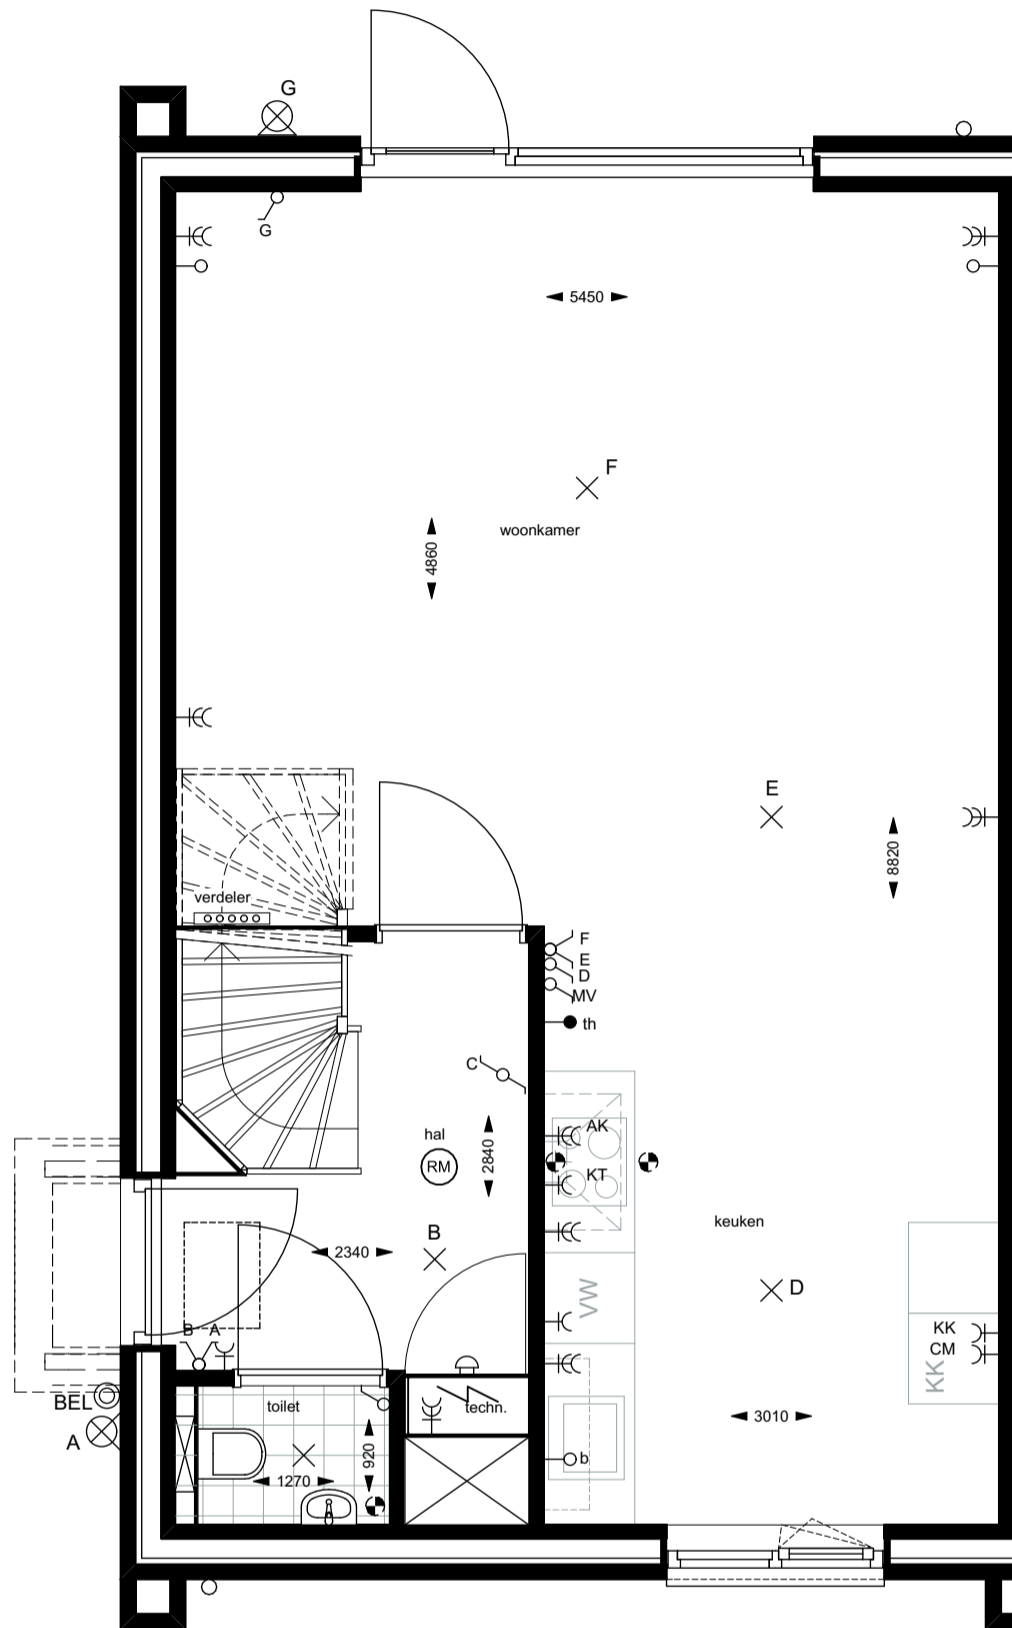 G
G
5450
F
woonkamer
4860
E
8820
verdeler
F
E
D
MV
th
C
hal
RM
2840
AK
KT
keuken
B
2340
D
VW
B A
KK
CM
KK
BEL
A
toilet
techn.
3010
920
1270
b